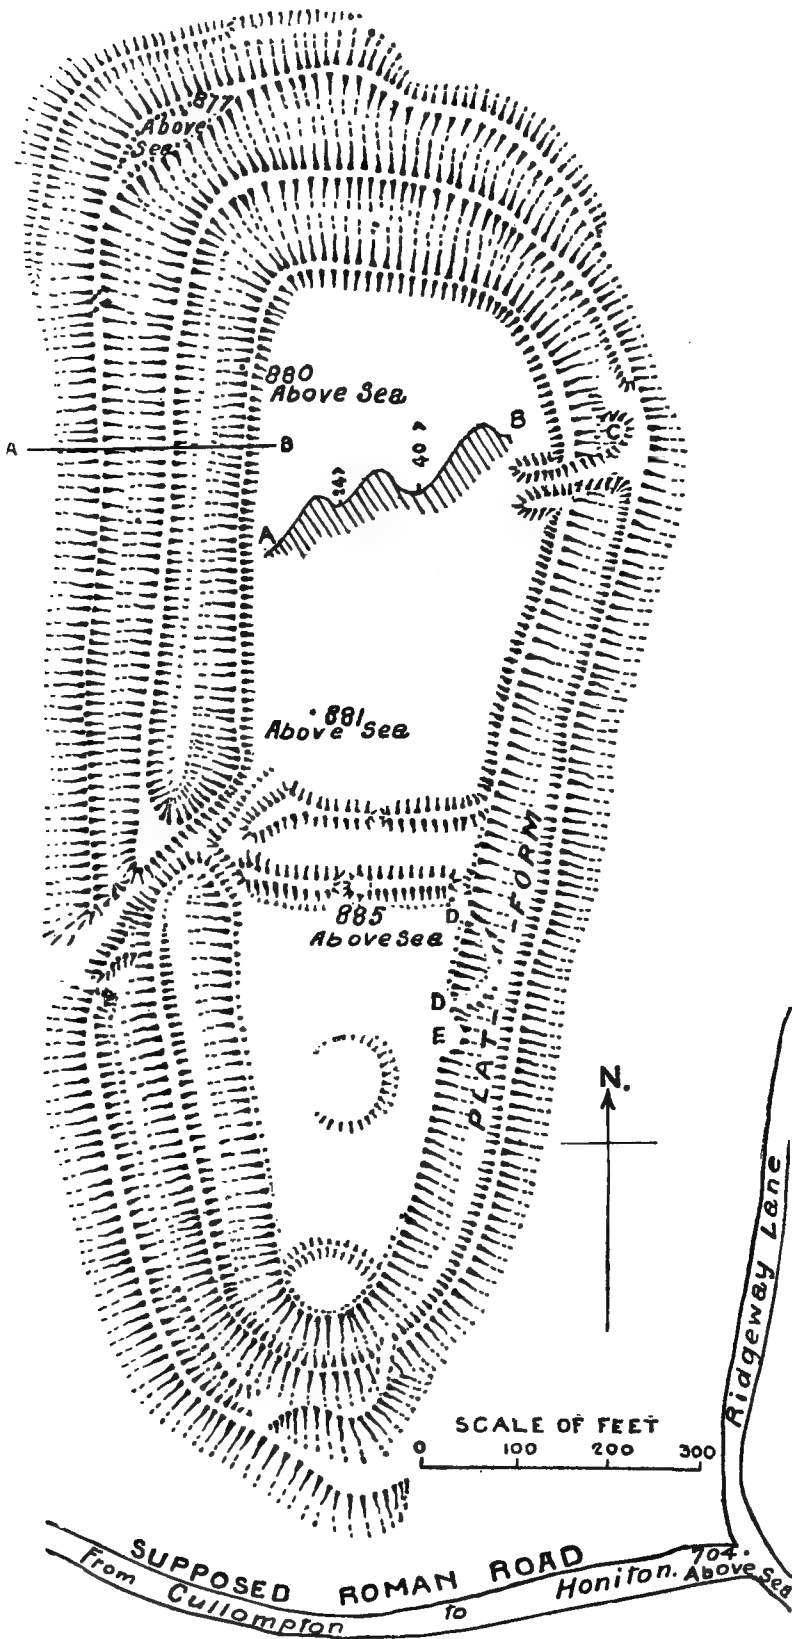 877
Above
Sea
880
Above Sea
A
B
B
C
24
40
A
881
Above Sea
885
Above Sea
D
D
E
PLAT- -FORM
N.
Ridgeway Lane
SCALE OF FEET
0 100 200 300
SUPPOSED ROMAN ROAD
From Cullompton to Honiton.
704
Above Sea